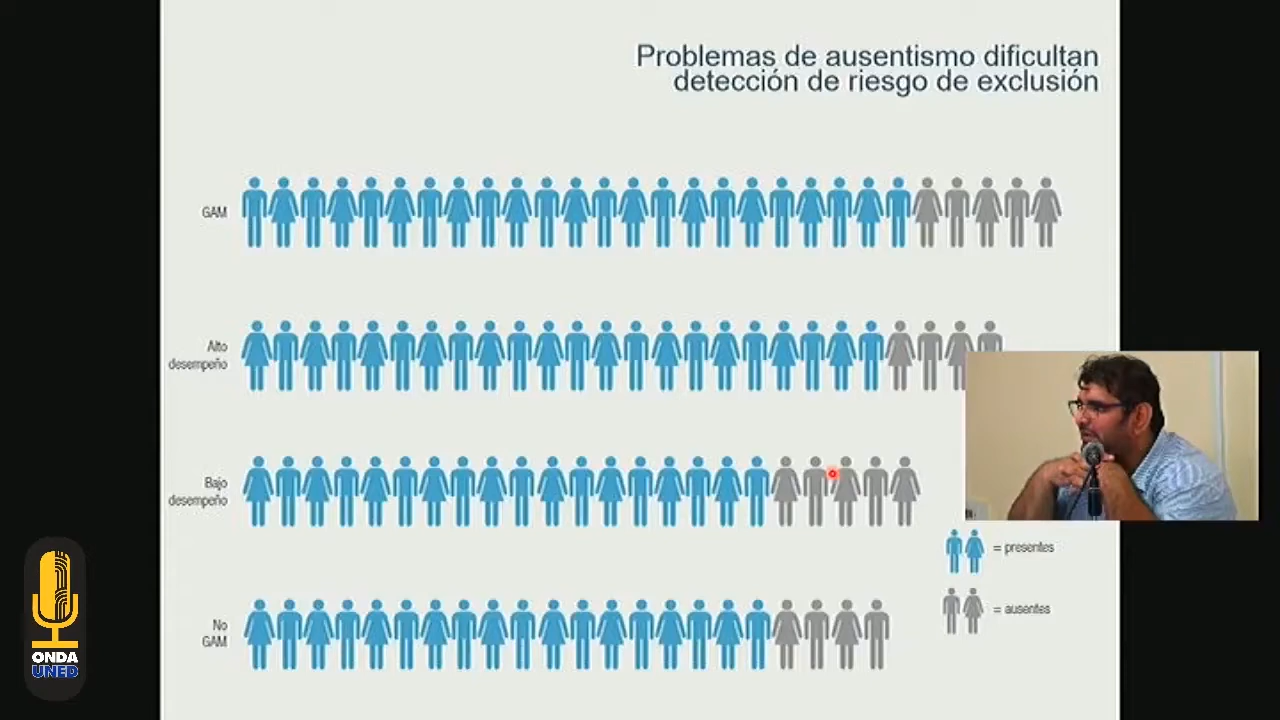 Problemas de ausentismo dificultan
detección de riesgo de exclusión
GAM
Alto
desempeño
Bajo
desempeño
= presentes
= ausentes
No
GAM
ONDA
UNED